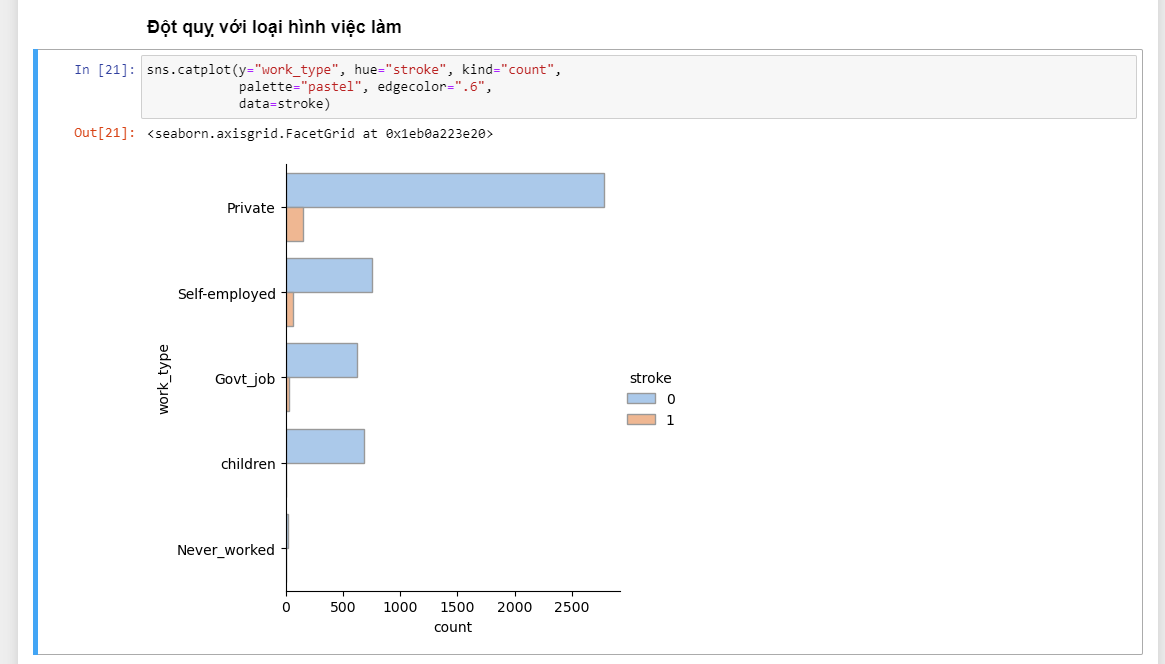 Đột quỵ với loại hình việc làm
In [21]: sns.catplot(y="work_type", hue="stroke", kind="count",
palette="pastel", edgecolor=".6",
data=stroke)
Out[21]: <seaborn.axisgrid.FacetGrid at 0x1eb0a223e20>
Private
Self-employed
Govt_job
children
Never_worked
work_type
stroke
0
1
0 500 1000 1500 2000 2500
count